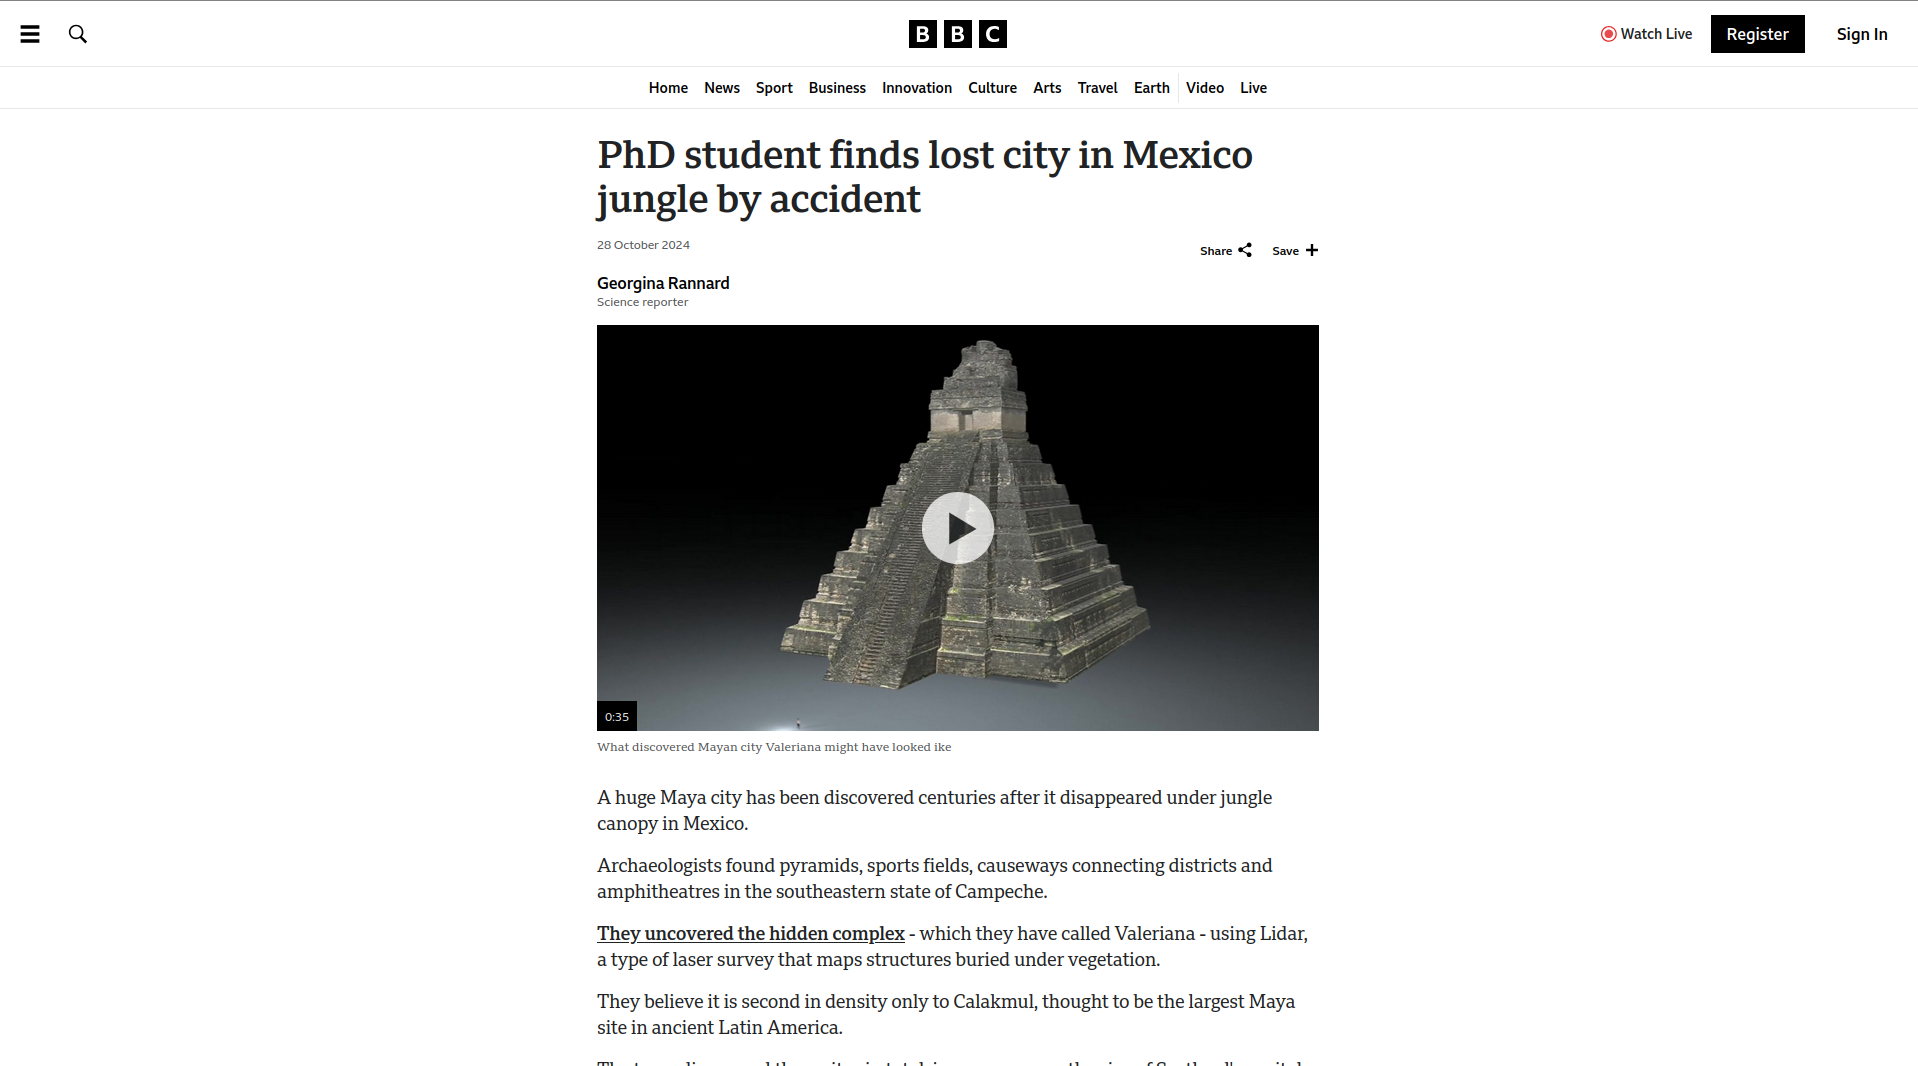 BBC
Watch Live
Register
Sign In
Home News Sport Business Innovation Culture Arts Travel Earth Video Live
PhD student finds lost city in Mexico
jungle by accident
28 October 2024
Share
Save
Georgina Rannard
Science reporter
0:35
What discovered Mayan city Valeriana might have looked ike
A huge Maya city has been discovered centuries after it disappeared under jungle
canopy in Mexico.
Archaeologists found pyramids, sports fields, causeways connecting districts and
amphitheatres in the southeastern state of Campeche.
They uncovered the hidden complex - which they have called Valeriana - using Lidar,
a type of laser survey that maps structures buried under vegetation.
They believe it is second in density only to Calakmul, thought to be the largest Maya
site in ancient Latin America.